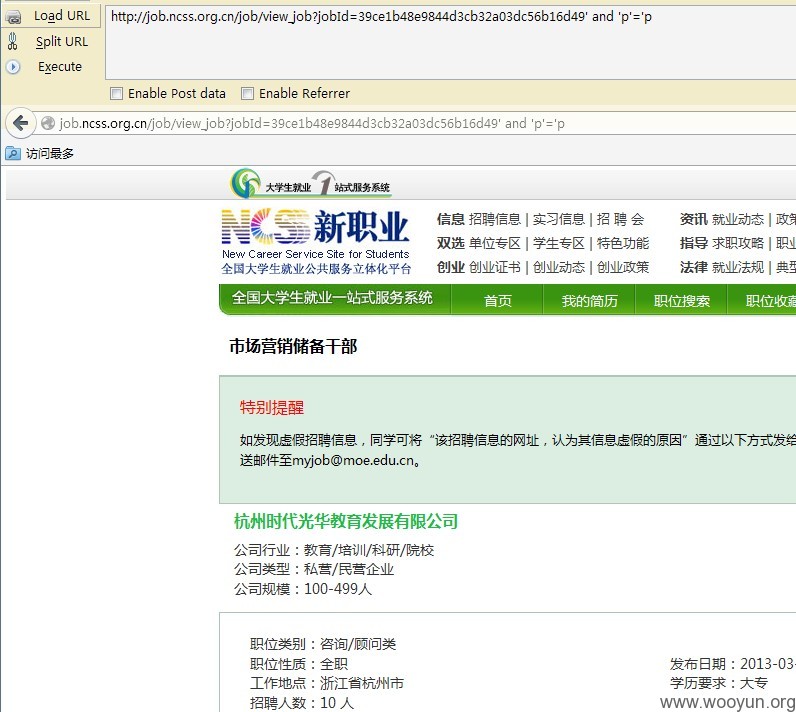 Load URL
http://job.ncss.org.cn/job/view_job?jobId=39ce1b48e9844d3cb32a03dc56b16d49' and 'p'='p
Split URL
Execute
Enable Post data Enable Referrer
job.ncss.org.cn/job/view_job?jobId=39ce1b48e9844d3cb32a03dc56b16d49' and 'p'='p
访问最多
大学生就业1站式服务系统
NCSS新职业
New Career Service Site for Students
全国大学生就业公共服务立体化平台
信息 招聘信息 | 实习信息 | 招 聘 会 资讯 就业动态 | 政策
双选 单位专区 | 学生专区 | 特色功能 指导 求职攻略 | 职业
创业 创业证书 | 创业动态 | 创业政策 法律 就业法规 | 典型
全国大学生就业一站式服务系统 首页 我的简历 职位搜索 职位收藏
市场营销储备干部
特别提醒
如发现虚假招聘信息，同学可将“该招聘信息的网址，认为其信息虚假的原因”通过以下方式发给
送邮件至myjob@moe.edu.cn。
杭州时代光华教育发展有限公司
公司行业：教育/培训/科研/院校
公司类型：私营/民营企业
公司规模：100-499人
职位类别：咨询/顾问类
职位性质：全职 发布日期：2013-03-
工作地点：浙江省杭州市 学历要求：大专
招聘人数：10 人
www.wooyun.org